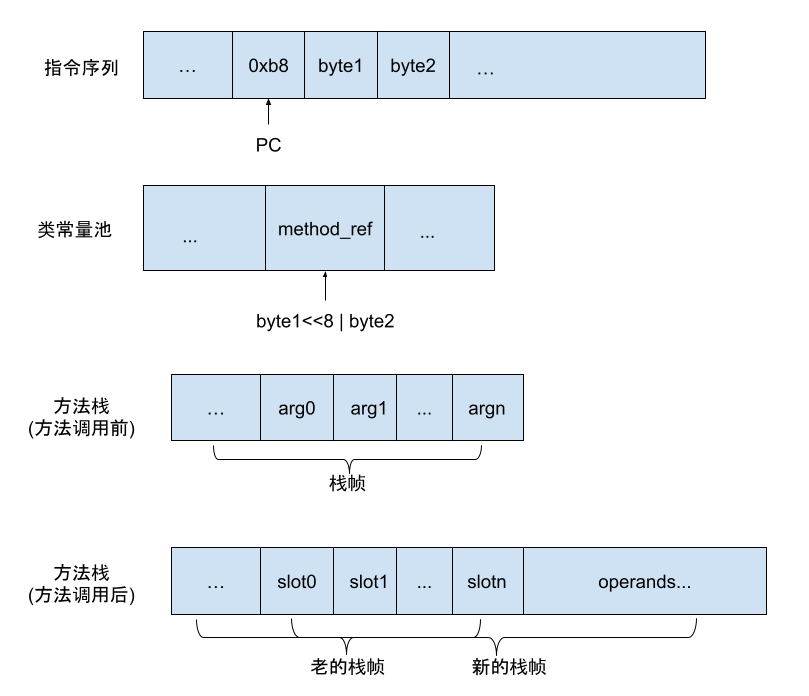 指令序列
… 0xb8 byte1 byte2 …
PC
类常量池
... method_ref ...
byte1<<8 | byte2
方法栈
(方法调用前)
… arg0 arg1 ... argn
栈帧
方法栈
(方法调用后)
… slot0 slot1 ... slotn operands...
老的栈帧 新的栈帧